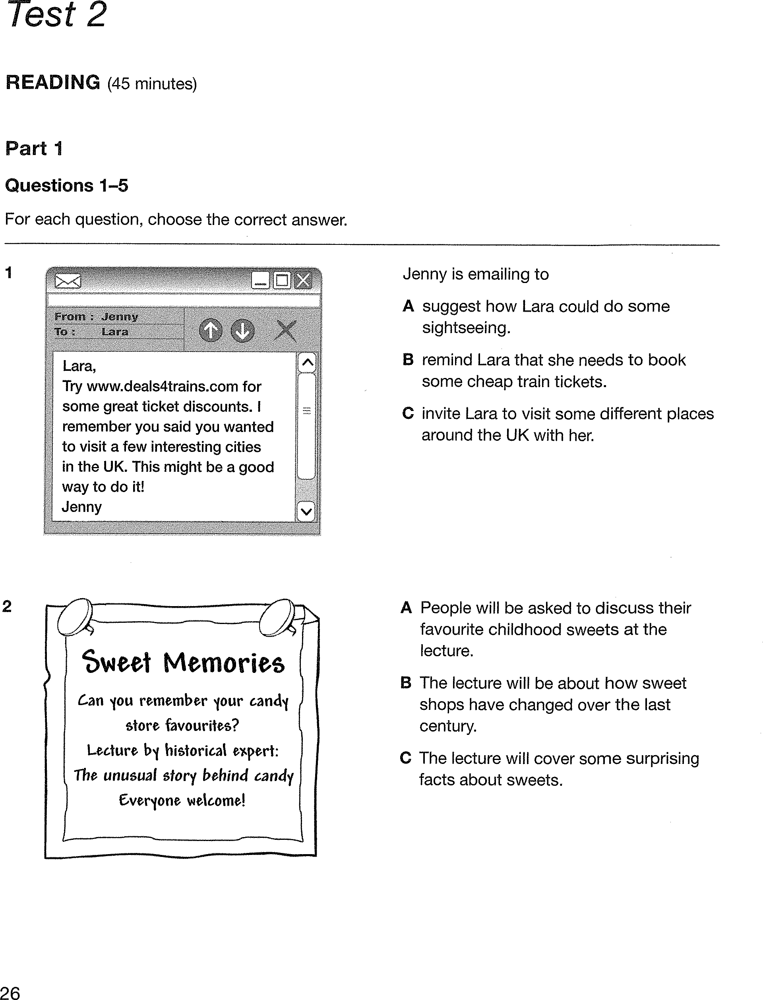 Test 2
READING (45 minutes)
Part 1
Questions 1–5
For each question, choose the correct answer.
1
From : Jenny
To : Lara
Lara,
Try www.deals4trains.com for
some great ticket discounts. I
remember you said you wanted
to visit a few interesting cities
in the UK. This might be a good
way to do it!
Jenny
Jenny is emailing to
A suggest how Lara could do some
sightseeing.
B remind Lara that she needs to book
some cheap train tickets.
C invite Lara to visit some different places
around the UK with her.
2
Sweet Memories
Can you remember your candy
store favourites?
Lecture by historical expert:
The unusual story behind candy
Everyone welcome!
A People will be asked to discuss their
favourite childhood sweets at the
lecture.
B The lecture will be about how sweet
shops have changed over the last
century.
C The lecture will cover some surprising
facts about sweets.
26